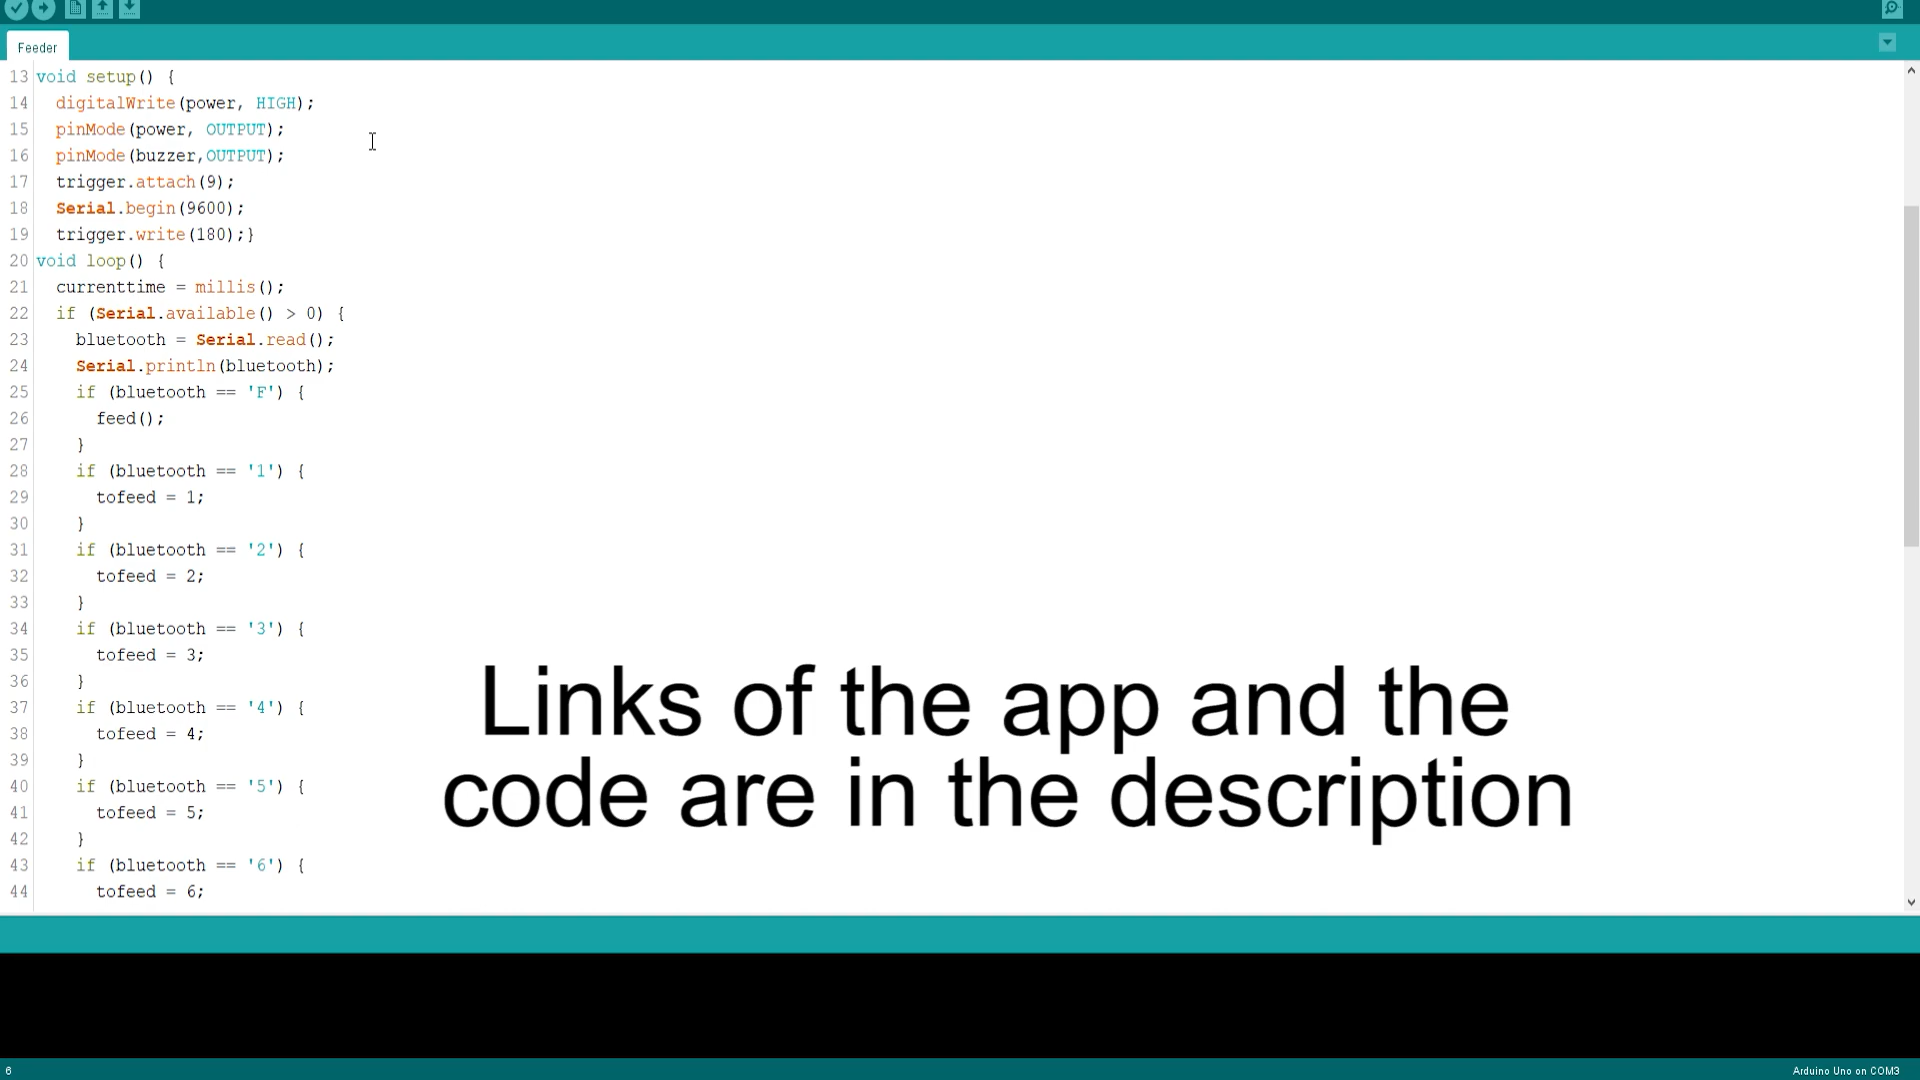 Feeder
13 void setup() {
14 digitalWrite(power, HIGH);
15 pinMode(power, OUTPUT);
16 pinMode(buzzer,OUTPUT);
17 trigger.attach(9);
18 Serial.begin(9600);
19 trigger.write(180);}
20 void loop() {
21 currenttime = millis();
22 if (Serial.available() > 0) {
23 bluetooth = Serial.read();
24 Serial.println(bluetooth);
25 if (bluetooth == 'F') {
26 feed();
27 }
28 if (bluetooth == '1') {
29 tofeed = 1;
30 }
31 if (bluetooth == '2') {
32 tofeed = 2;
33 }
34 if (bluetooth == '3') {
35 tofeed = 3;
36 }
37 if (bluetooth == '4') {
38 tofeed = 4;
39 }
40 if (bluetooth == '5') {
41 tofeed = 5;
42 }
43 if (bluetooth == '6') {
44 tofeed = 6;
Links of the app and the
code are in the description
6
Arduino Uno on COM3